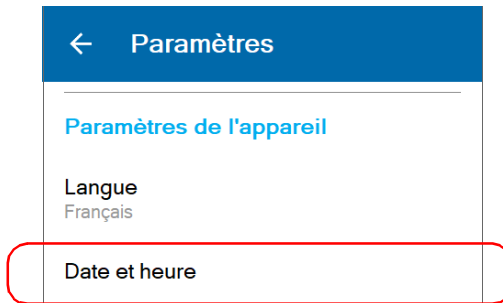 Paramètres
Paramètres de l'appareil
Langue
Français
Date et heure